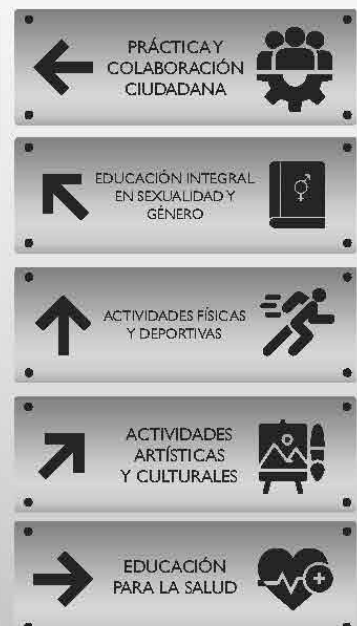 PRÁCTICA Y
COLABORACIÓN
CIUDADANA
EDUCACIÓN INTEGRAL
EN SEXUALIDAD Y
GÉNERO
ACTIVIDADES FÍSICAS
Y DEPORTIVAS
ACTIVIDADES
ARTÍSTICAS
Y CULTURALES
EDUCACIÓN
PARA LA SALUD